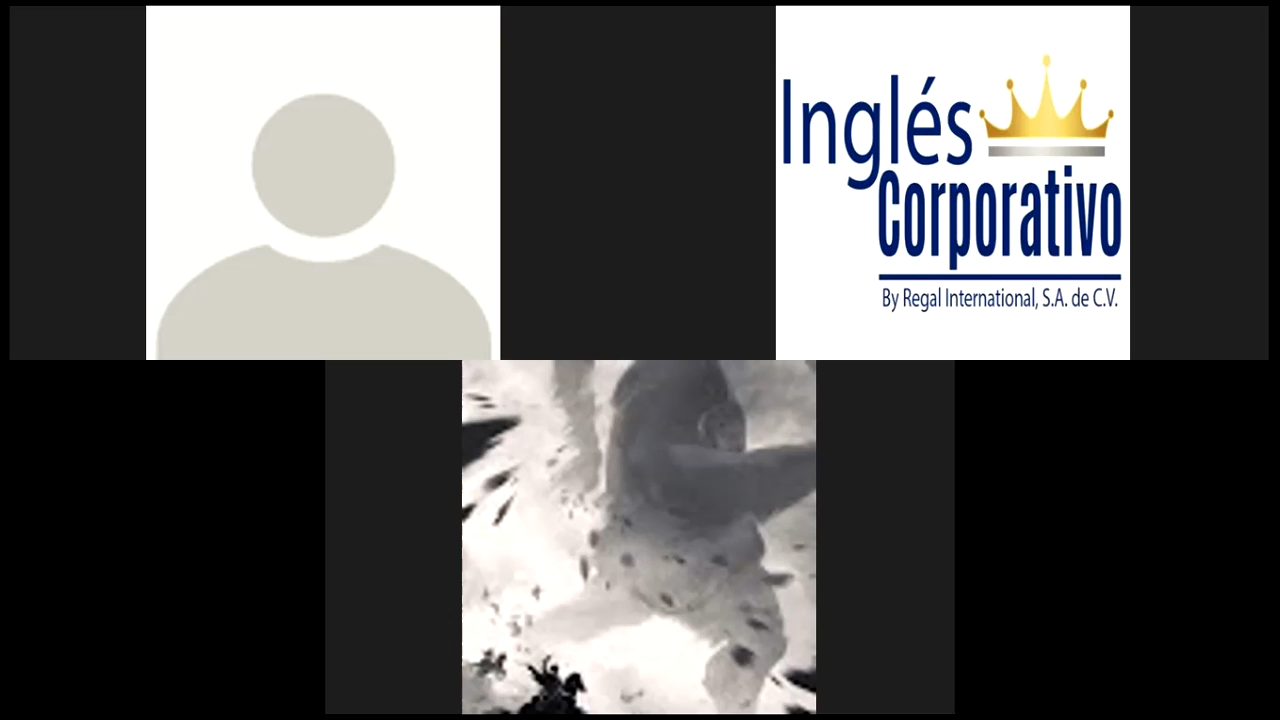 Inglés
Corporativo
By Regal International, S.A. de C.V.